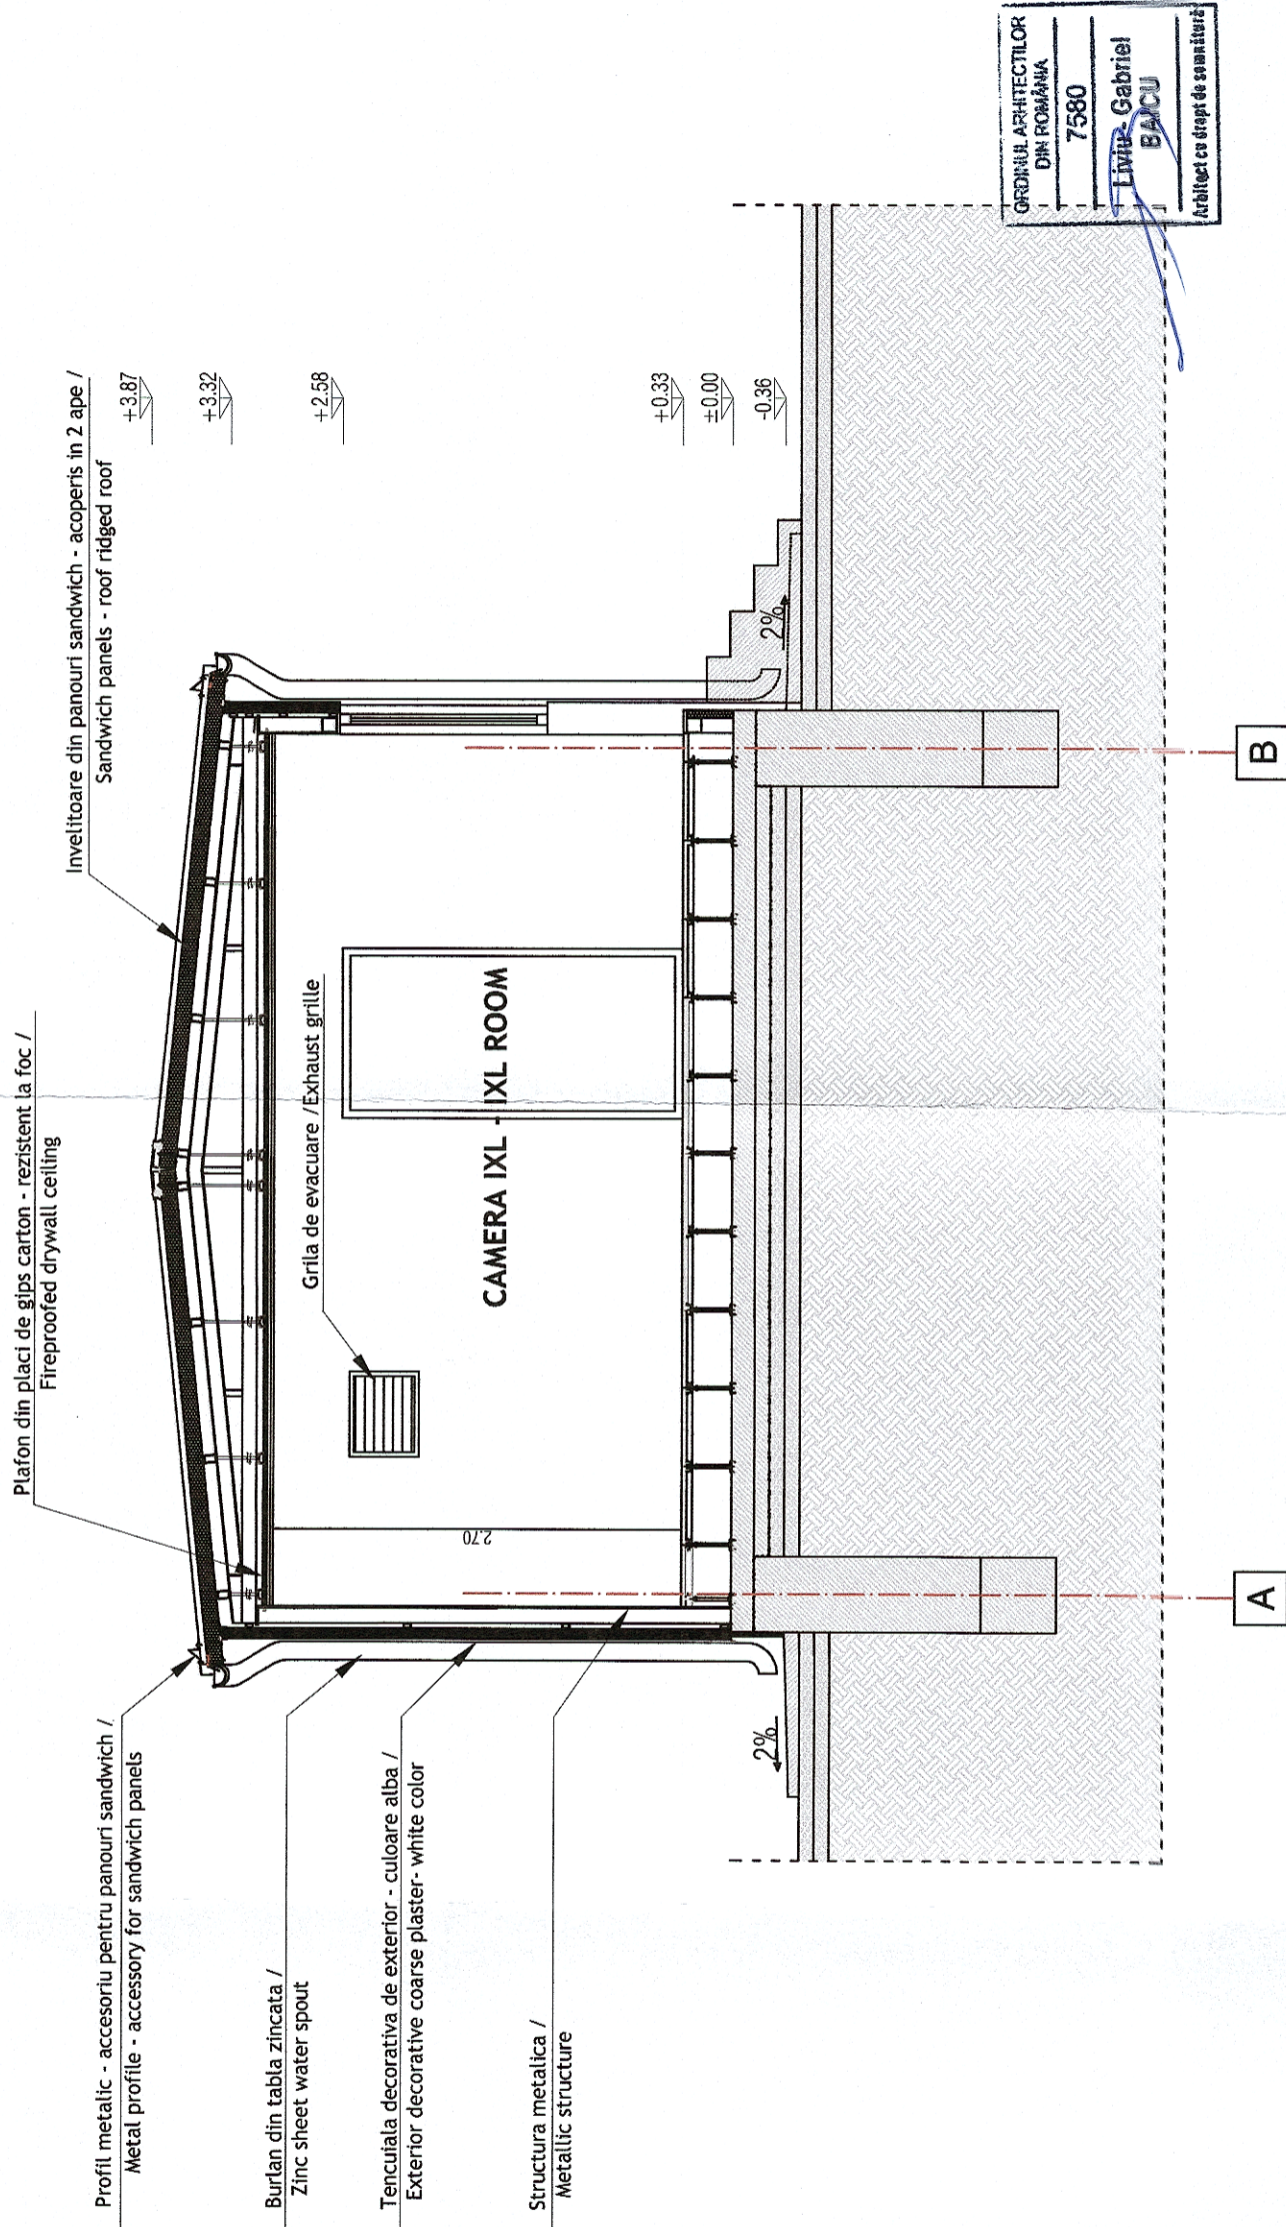 Profil metalic - accesoriu pentru panouri sandwich /
Metal profile - accessory for sandwich panels
Burlan din tabla zincata /
Zinc sheet water spout
Tencuiala decorativa de exterior - culoare alba /
Exterior decorative coarse plaster- white color
Structura metalica /
Metallic structure
Plafon din placi de gips carton - rezistent la foc /
Fireproofed drywall ceiling
Invelitoare din panouri sandwich - acoperis in 2 ape /
Sandwich panels - roof ridged roof
Grila de evacuare /Exhaust grille
CAMERA IXL - IXL ROOM
2.70
2%
2%
+3.87
+3.32
+2.58
+0.33
±0.00
-0.36
A
B
ORDINUL ARHITECTILOR
DIN ROMÂNIA
7580
Liviu - Gabriel
BAICU
Arhitect cu drept de semnătură